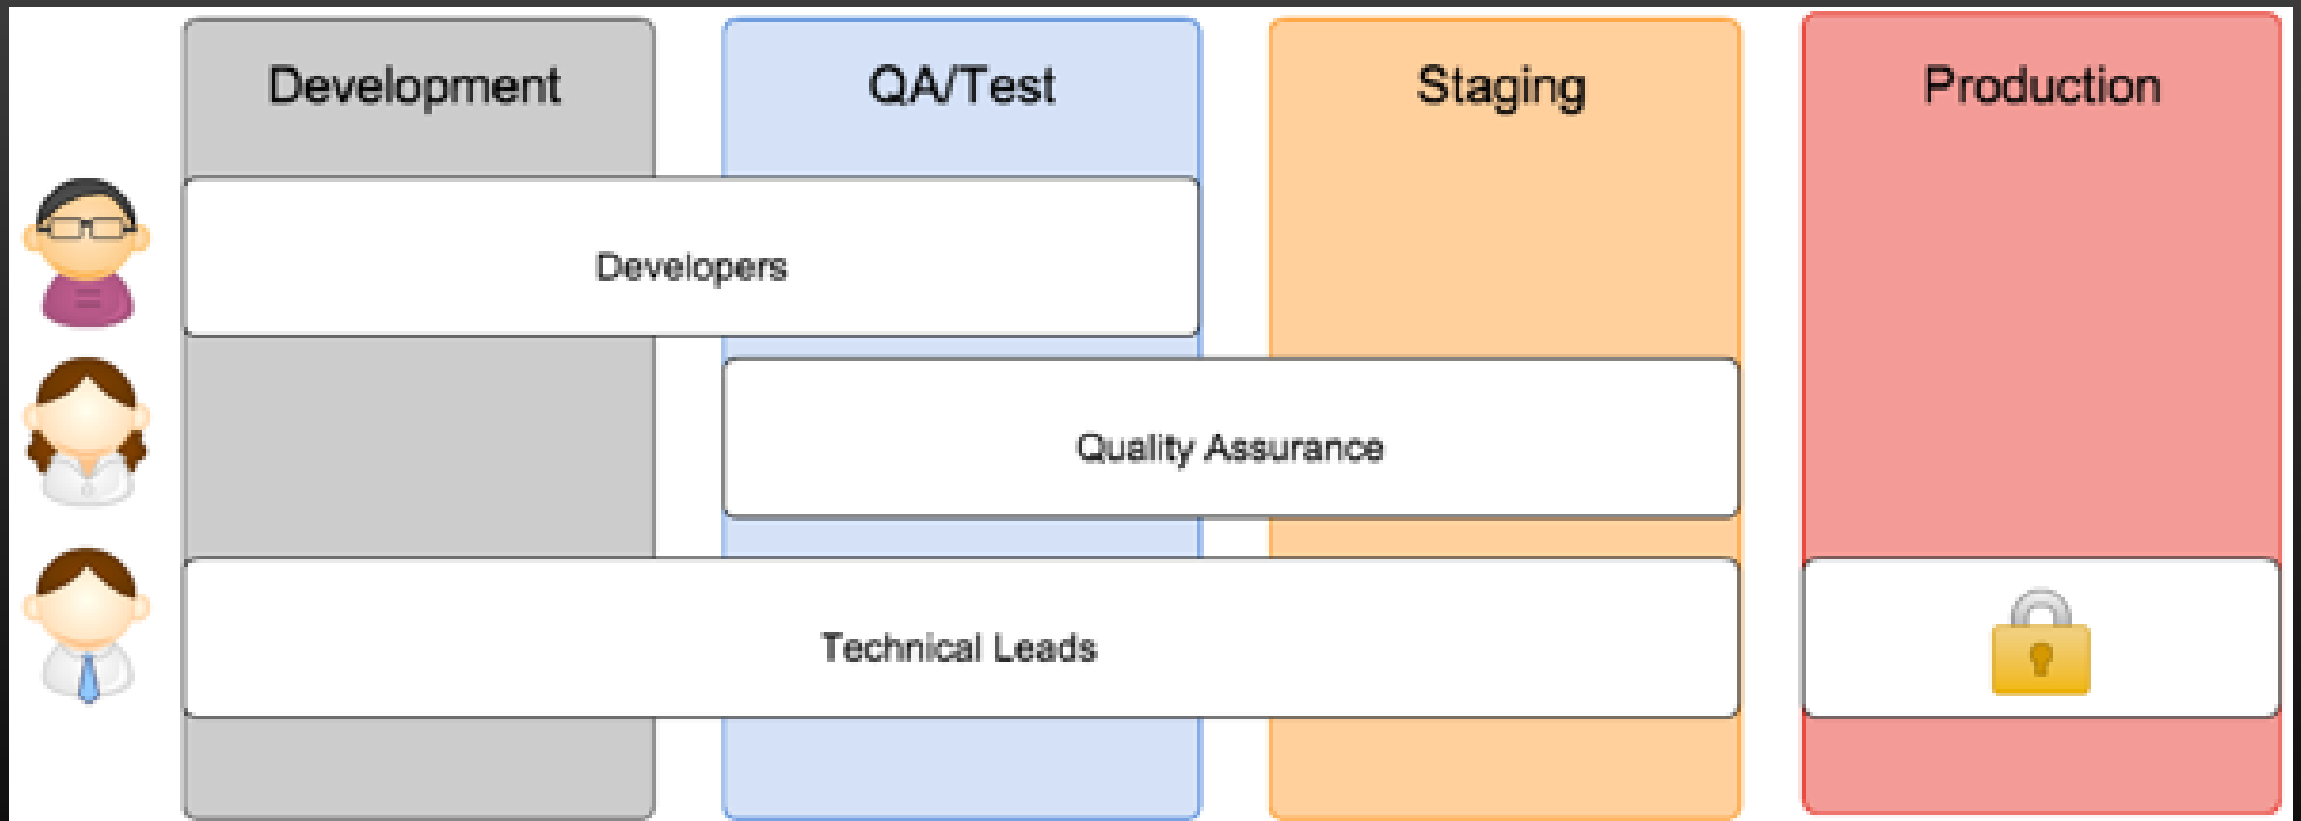 Development
QA/Test
Staging
Production
Developers
Quality Assurance
Technical Leads